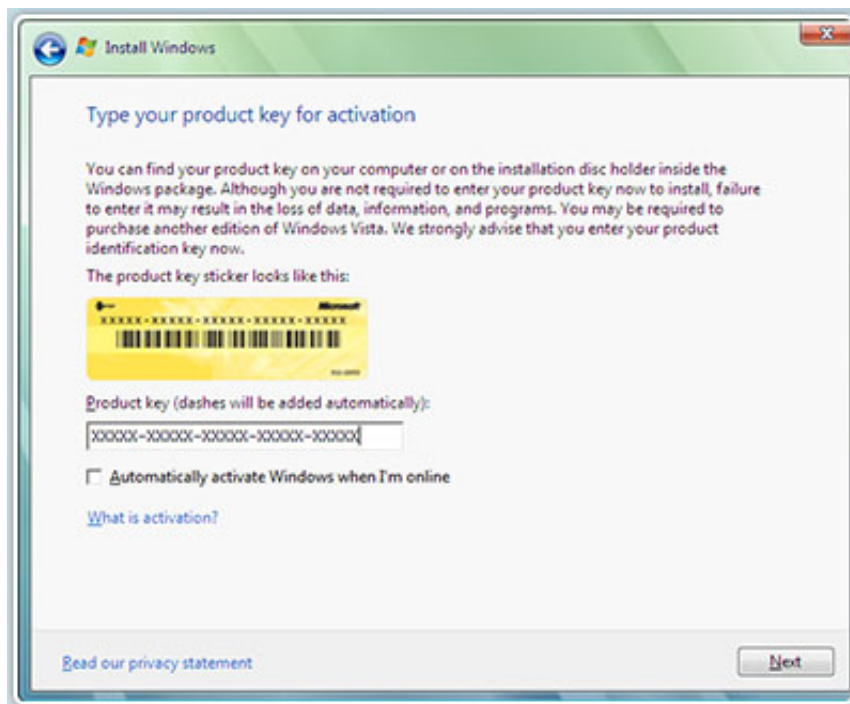 Install Windows
Type your product key for activation
You can find your product key on your computer or on the installation disc holder inside the
Windows package. Although you are not required to enter your product key now to install, failure
to enter it may result in the loss of data, information, and programs. You may be required to
purchase another edition of Windows Vista. We strongly advise that you enter your product
identification key now.
The product key sticker looks like this:
Microsoft
XXXXX-XXXXX-XXXXX-XXXXX-XXXXX
Product key (dashes will be added automatically):
XXXXX-XXXXX-XXXXX-XXXXX-XXXXX
Automatically activate Windows when I'm online
What is activation?
Read our privacy statement
Next